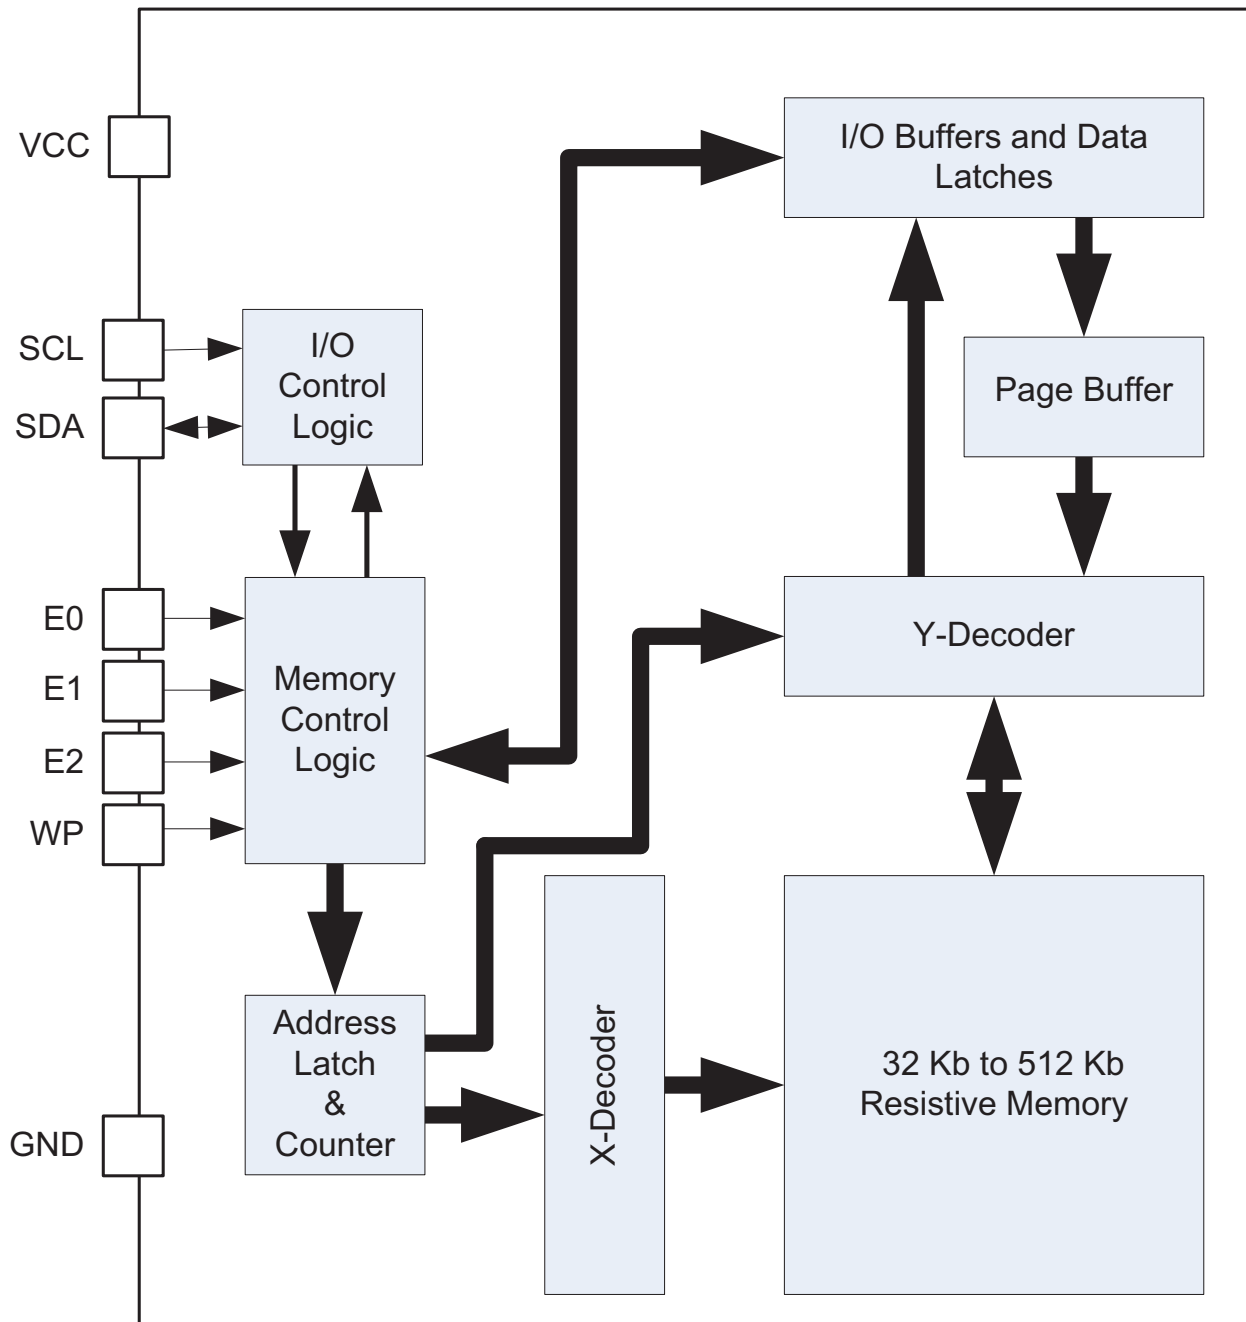 VCC
I/O Buffers and Data
Latches
SCL
I/O
Control
Logic
SDA
Page Buffer
E0
E1
E2
WP
Memory
Control
Logic
Y-Decoder
Address
Latch
&
Counter
GND
X-Decoder
32 Kb to 512 Kb
Resistive Memory